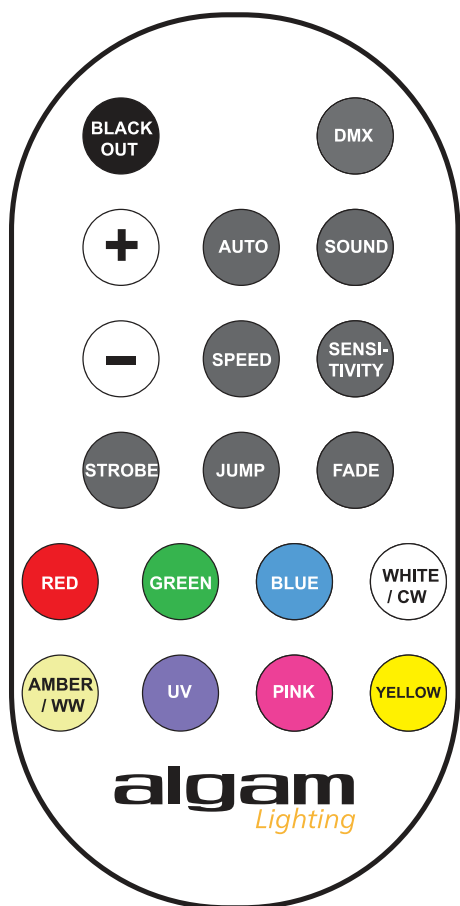 BLACK
OUT
DMX
+
AUTO
SOUND
-
SPEED
SENSI-
TIVITY
STROBE
JUMP
FADE
RED
GREEN
BLUE
WHITE
/ CW
AMBER
/ WW
UV
PINK
YELLOW
algam
Lighting